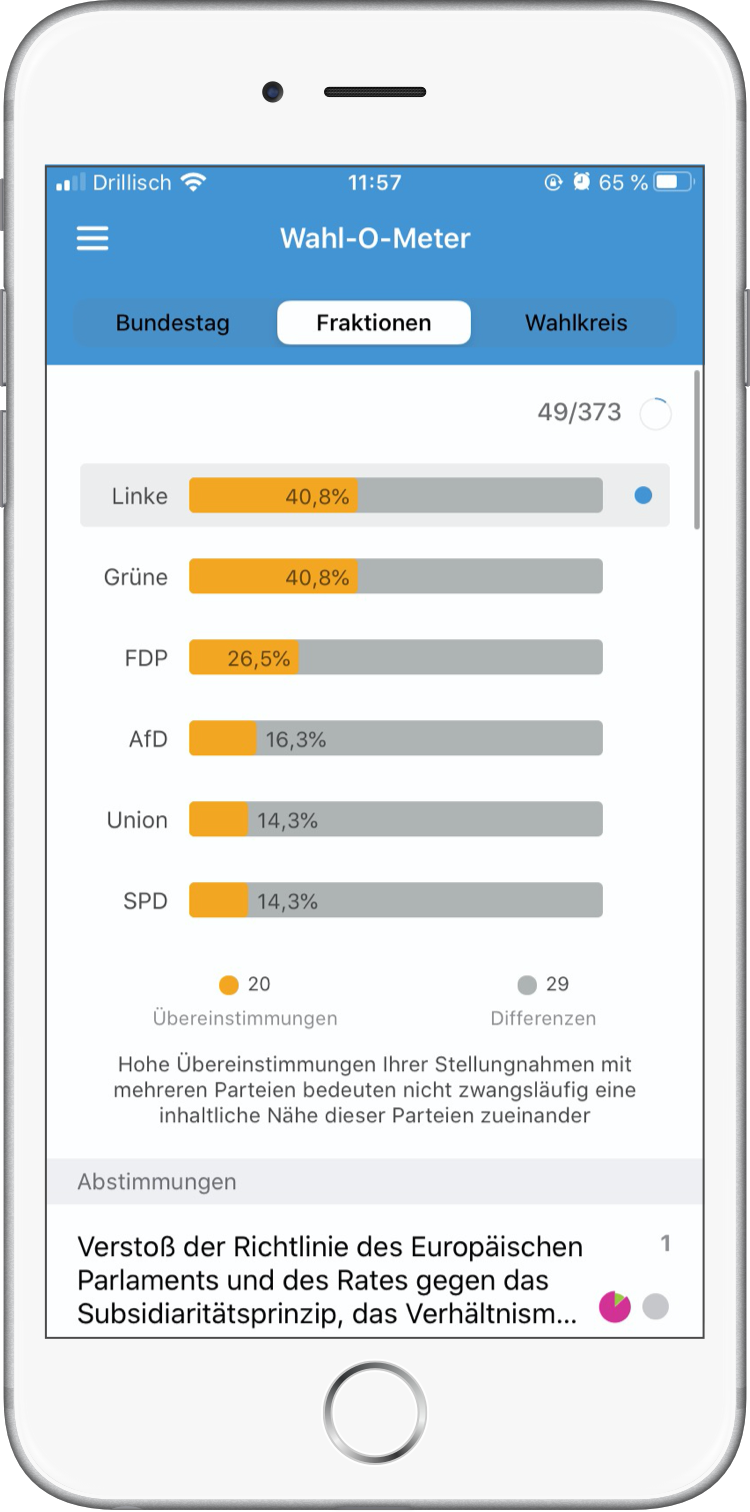 Drillisch 11:57 65 %
Wahl-O-Meter
Bundestag Fraktionen Wahlkreis
49/373
Linke 40,8%
Grüne 40,8%
FDP 26,5%
AfD 16,3%
Union 14,3%
SPD 14,3%
20 29
Übereinstimmungen Differenzen
Hohe Übereinstimmungen Ihrer Stellungnahmen mit
mehreren Parteien bedeuten nicht zwangsläufig eine
inhaltliche Nähe dieser Parteien zueinander
Abstimmungen
Verstoß der Richtlinie des Europäischen 1
Parlaments und des Rates gegen das
Subsidiaritätsprinzip, das Verhältnism...